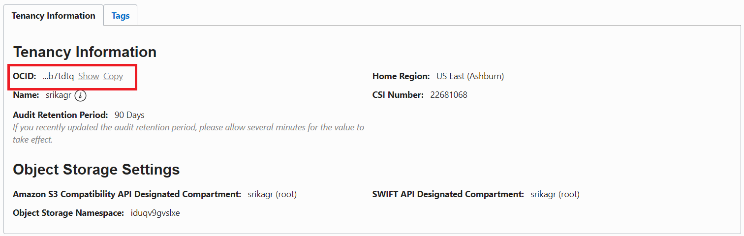 Tenancy Information Tags
Tenancy Information
OCID: ...b7tdtq Show Copy Home Region: US East (Ashburn)
Name: srikagr i CSI Number: 22681068
Audit Retention Period: 90 Days
If you recently updated the audit retention period, please allow several minutes for the value to
take effect.
Object Storage Settings
Amazon S3 Compatibility API Designated Compartment: srikagr (root) SWIFT API Designated Compartment: srikagr (root)
Object Storage Namespace: iduqv9gvslxe